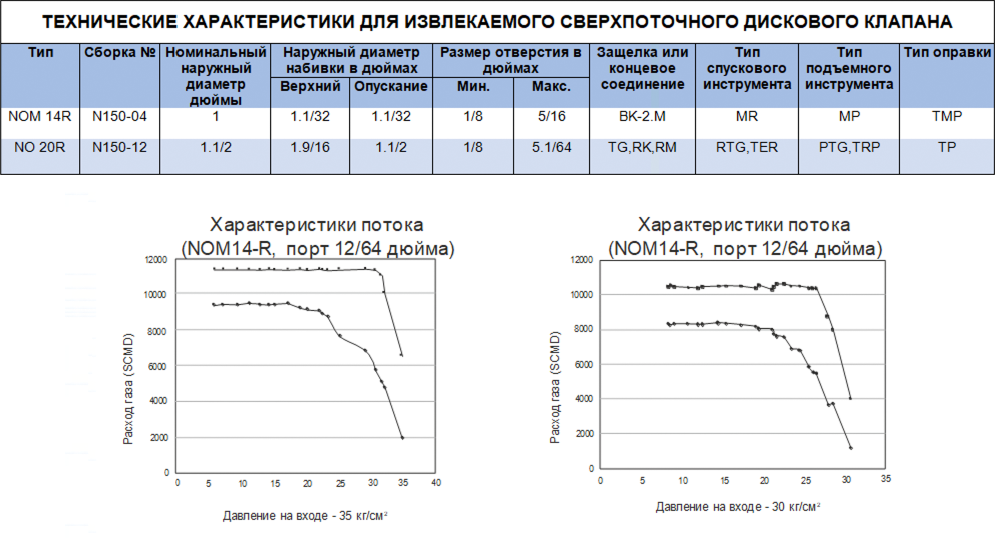 ТЕХНИЧЕСКИЕ ХАРАКТЕРИСТИКИ ДЛЯ ИЗВЛЕКАЕМОГО СВЕРХПОТОЧНОГО ДИСКОВОГО КЛАПАНА
Тип Сборка № Номинальный наружный диаметр дюймы Наружный диаметр набивки в дюймах Размер отверстия в дюймах Защелка или концевое соединение Тип спускового инструмента Тип подъемного инструмента Тип оправки
Верхний Опускание Мин. Макс.
NOM 14R N150-04 1 1.1/32 1.1/32 1/8 5/16 BK-2.M MR MP TMP
NO 20R N150-12 1.1/2 1.9/16 1.1/2 1/8 5.1/64 TG,RK,RM RTG,TER PTG,TRP TP
Характеристики потока
(NOM14-R, порт 12/64 дюйма)
12000
10000
8000
6000
4000
2000
0
Расход газа (SCMD)
0 5 10 15 20 25 30 35 40
Давление на входе - 35 кг/см²
Характеристики потока
(NOM14-R, порт 12/64 дюйма)
12000
10000
8000
6000
4000
2000
0
Расход газа (SCMD)
0 5 10 15 20 25 30 35
Давление на входе - 30 кг/см²